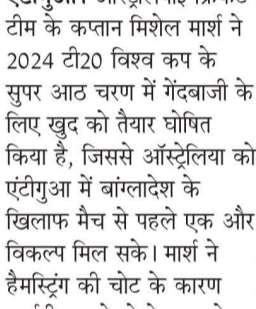 टीम के कप्तान मिशेल मार्श ने
2024 टी20 विश्व कप के
सुपर आठ चरण में गेंदबाजी के
लिए खुद को तैयार घोषित
किया है, जिससे ऑस्ट्रेलिया को
एंटीगुआ में बांग्लादेश के
खिलाफ मैच से पहले एक और
विकल्प मिल सके। मार्श ने
हैमस्ट्रिंग की चोट के कारण